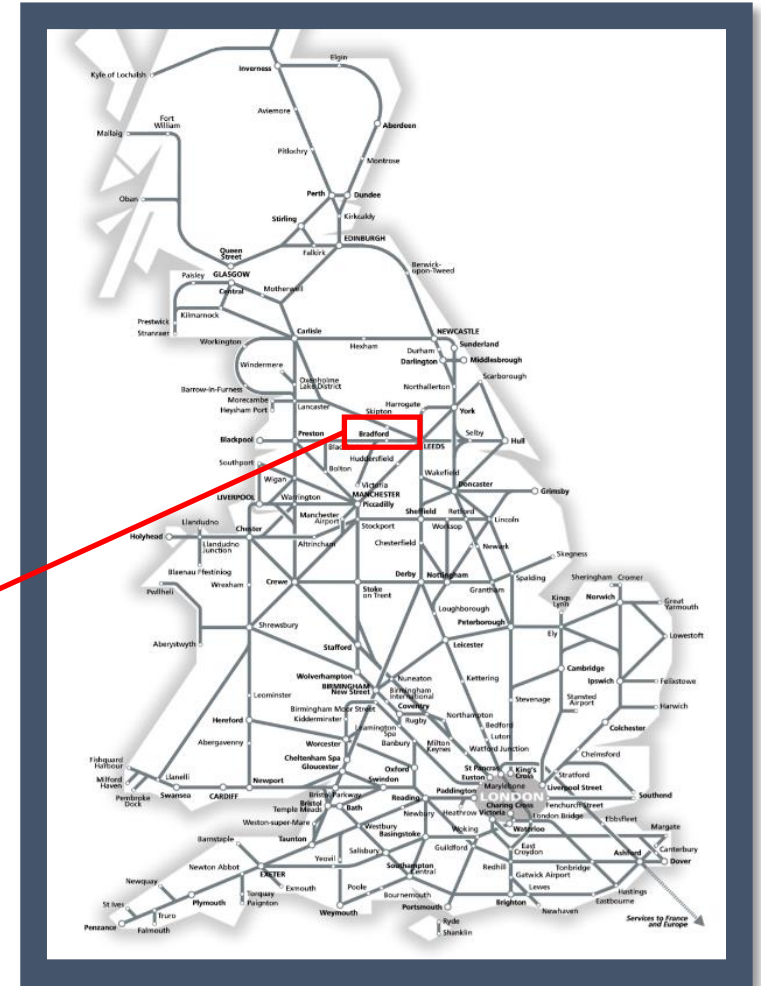 Elgin
Inverness
Kyle of Lochalsh
Aviemore
Fort
William
Mallaig
Aberdeen
Pitlochry
Montrose
Perth
Dundee
Oban
Stirling
Kirkcaldy
EDINBURGH
Queen
Street
Falkirk
Berwick-
upon-Tweed
Paisley
GLASGOW
Central
Motherwell
Prestwick
Kilmarnock
Stranraer
Carlisle
NEWCASTLE
Workington
Hexham
Durham
Sunderland
Darlington
Middlesbrough
Windermere
Scarborough
Oxenholme
Lake District
Barrow-in-Furness
Northallerton
Morecambe
Heysham Port
Lancaster
Harrogate
York
Skipton
Preston
Bradford
Selby
Blackpool
LEEDS
Hull
Huddersfield
Southport
Bolton
Wakefield
Wigan
Victoria
MANCHESTER
Doncaster
Grimsby
LIVERPOOL
Warrington
Piccadilly
Manchester
Airport
Sheffield
Retford
Lincoln
Llandudno
Stockport
Worksop
Holyhead
Chester
Llandudno
Junction
Altrincham
Chesterfield
Newark
Skegness
Blaenau Ffestiniog
Crewe
Derby
Nottingham
Spalding
Sheringham
Cromer
Pwllheli
Wrexham
Stoke
on Trent
Grantham
Kings
Lynn
Norwich
Great
Yarmouth
Loughborough
Peterborough
Shrewsbury
Ely
Lowestoft
Aberystwyth
Stafford
Leicester
Wolverhampton
Cambridge
BIRMINGHAM
New Street
Nuneaton
Kettering
Ipswich
Felixstowe
Birmingham
International
Leominster
Stevenage
Stansted
Airport
Harwich
Birmingham Moor Street
Coventry
Hereford
Kidderminster
Rugby
Northampton
Bedford
Colchester
Leamington
Spa
Luton
Abergavenny
Worcester
Banbury
Milton
Keynes
Watford Junction
Chelmsford
Fishguard
Harbour
Cheltenham Spa
Gloucester
Oxford
St Pancras
Euston
King's
Cross
Stratford
Milford
Haven
Llanelli
Newport
Swindon
Marylebone
Liverpool Street
Pembroke
Dock
Swansea
CARDIFF
Bristol Parkway
Reading
Paddington
LONDON
Southend
Bristol
Temple Meads
Bath
Newbury
Heathrow
Victoria
Charing Cross
Fenchurch Street
London Bridge
Ebbsfleet
Weston-super-Mare
Westbury
Basingstoke
Woking
Waterloo
Margate
Barnstaple
Taunton
Salisbury
Guildford
East
Croydon
Canterbury
Newton Abbot
Yeovil
Southampton
Central
Redhill
Tonbridge
Ashford
Dover
EXETER
Gatwick Airport
Newquay
Exmouth
Poole
Lewes
Hastings
St Ives
Plymouth
Torquay
Paignton
Bournemouth
Brighton
Eastbourne
Truro
Weymouth
Portsmouth
Newhaven
Penzance
Falmouth
Ryde
Shanklin
Services to France
and Europe